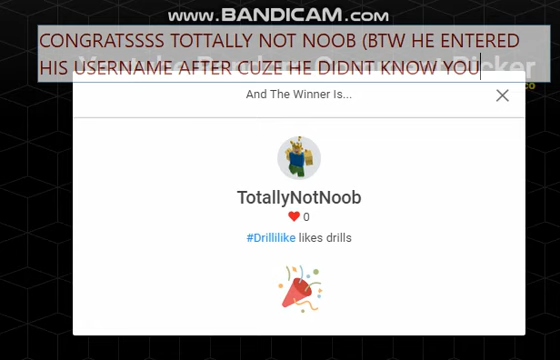 WWW.BANDICAM.COM
CONGRATSSSS TOTTALLY NOT NOOB (BTW HE ENTERED
HIS USERNAME AFTER CUZE HE DIDNT KNOW YOU
Picker
And The Winner Is...
TotallyNotNoob
0
#Drillilike likes drills